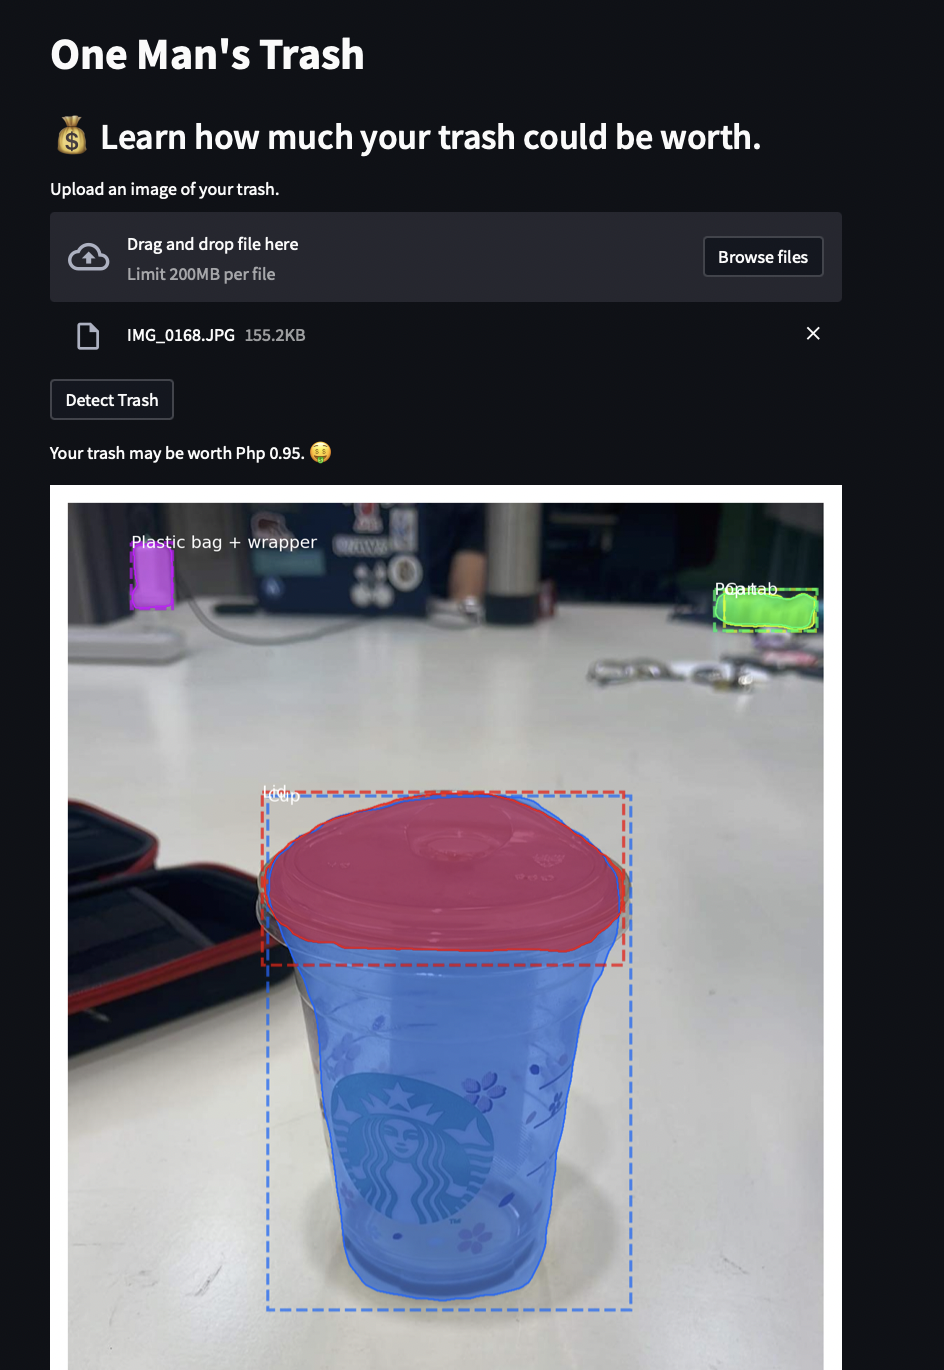 One Man's Trash
💰 Learn how much your trash could be worth.
Upload an image of your trash.
Drag and drop file here
Limit 200MB per file
Browse files
IMG_0168.JPG 155.2KB
Detect Trash
Your trash may be worth Php 0.95. 🤑
Plastic bag + wrapper
Pop tab
Lid
Cup
TM